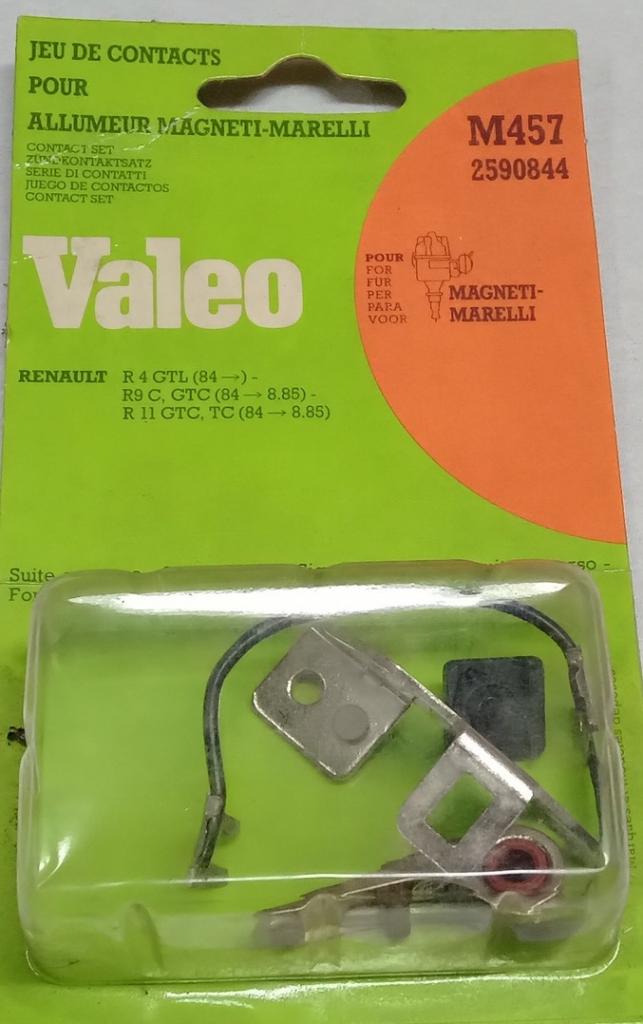 JEU DE CONTACTS
POUR
ALLUMEUR MAGNETI-MARELLI
CONTACT SET
ZÜNDKONTAKTSATZ
SERIE DI CONTATTI
JUEGO DE CONTACTOS
CONTACT SET
M457
2590844
Valeo
POUR
FOR
FÜR
PER
PARA
VOOR
MAGNETI-
MARELLI
RENAULT R 4 GTL (84 →) -
R9 C, GTC (84 → 8.85) -
R 11 GTC, TC (84 → 8.85)
Suite